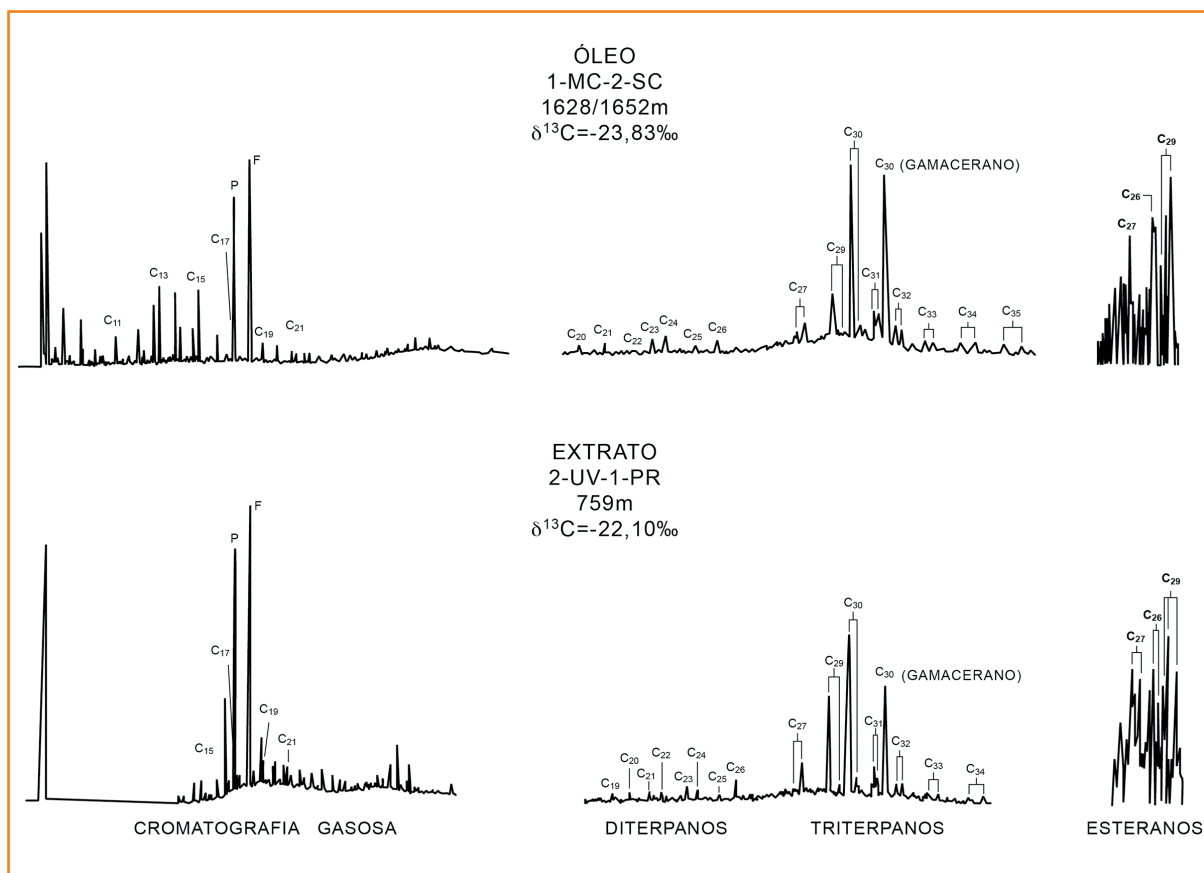 ÓLEO
1-MC-2-SC
1628/1652m
δ¹³C=-23,83‰
P
F
C₁₇
C₁₃
C₁₅
C₁₁
C₁₉
C₂₁
C₃₀
C₃₀ (GAMACERANO)
C₂₉
C₂₇
C₃₁
C₃₂
C₃₃
C₃₄
C₃₅
C₂₀
C₂₁
C₂₂
C₂₃
C₂₄
C₂₅
C₂₆
C₂₉
C₂₆
C₂₇
EXTRATO
2-UV-1-PR
759m
δ¹³C=-22,10‰
F
P
C₁₇
C₁₉
C₁₅
C₂₁
C₃₀
C₂₉
C₃₀ (GAMACERANO)
C₂₇
C₃₁
C₃₂
C₃₃
C₃₄
C₁₉
C₂₀
C₂₁
C₂₂
C₂₃
C₂₄
C₂₅
C₂₆
C₂₉
C₂₆
C₂₇
CROMATOGRAFIA GASOSA
DITERPANOS
TRITERPANOS
ESTERANOS